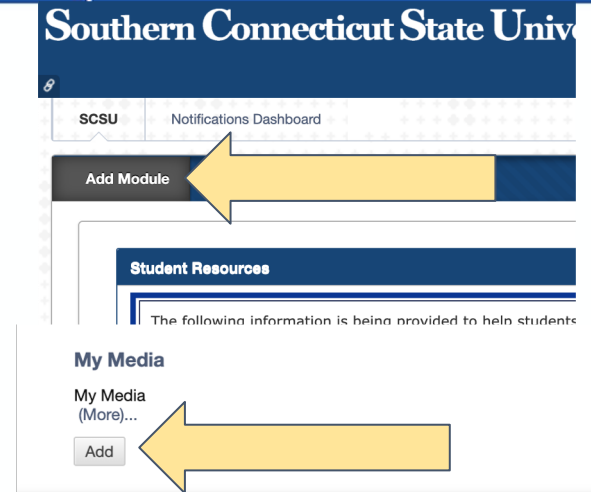 Southern Connecticut State
SCSU Notifications Dashboard
Add Module
Student Resources
The following information is being provided to help students
My Media
My Media
(More)...
Add